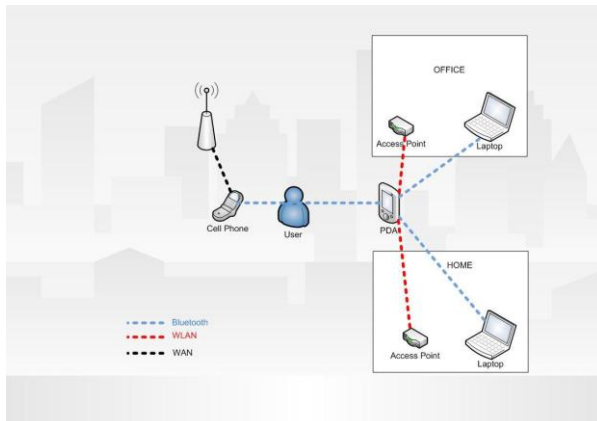 OFFICE
Access Point
Laptop
Cell Phone
User
PDA
HOME
Access Point
Laptop
Bluetooth
WLAN
WAN